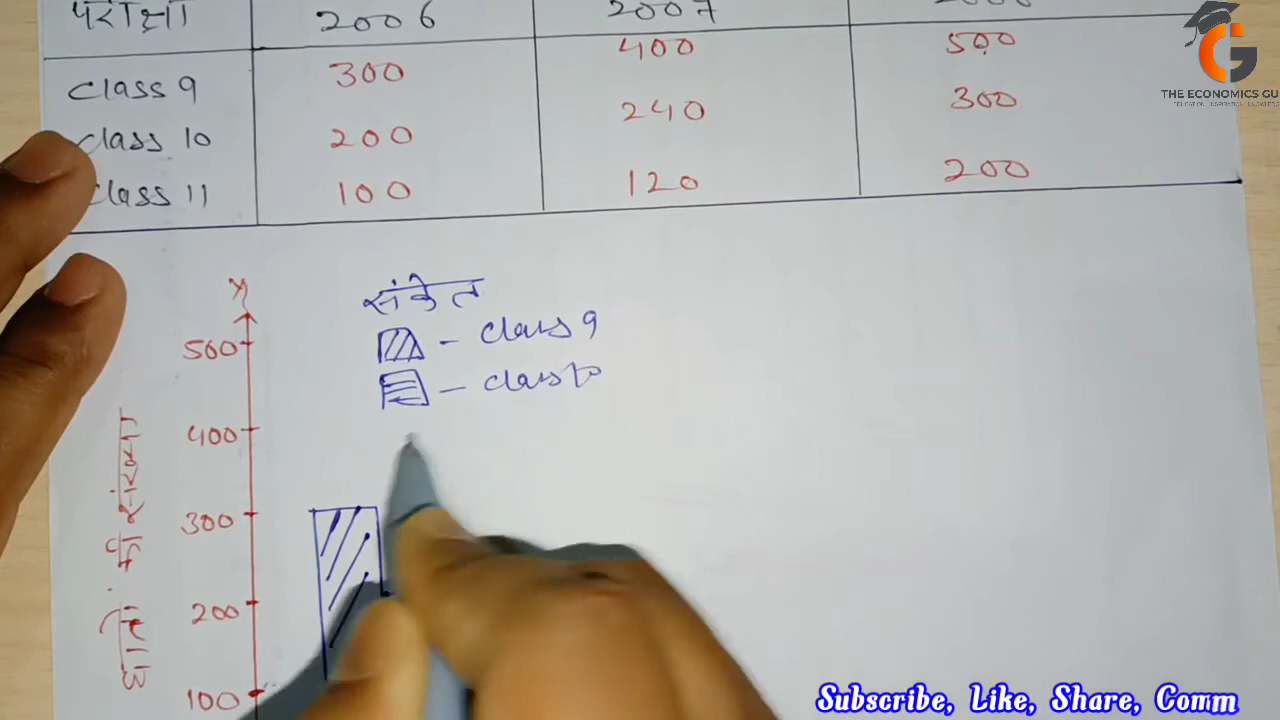 परीक्षा 2006 2007
class 9 300 400 500
class 10 200 240 300
class 11 100 120 200
संकेत
- class 9
- class 10
Y
500
400
300
200
100
छात्रों की संख्या
THE ECONOMICS GU
Subscribe, Like, Share, Comm